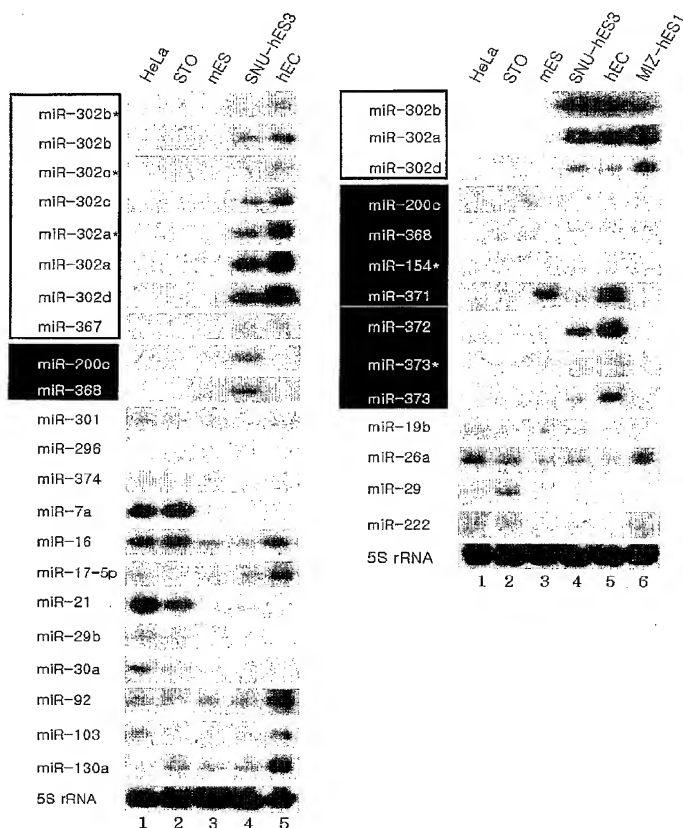 HeLa STO mES SNU-hES3 hEC
miR-302b*
miR-302b
miR-302a*
miR-302c
miR-302a*
miR-302a
miR-302d
miR-367
miR-200c
miR-368
miR-301
miR-296
miR-374
miR-7a
miR-16
miR-17-5p
miR-21
miR-29b
miR-30a
miR-92
miR-103
miR-130a
5S rRNA
1 2 3 4 5
HeLa STO mES SNU-hES3 hEC MIZ-hES1
miR-302b
miR-302a
miR-302d
miR-200c
miR-368
miR-154*
miR-371
miR-372
miR-373*
miR-373
miR-19b
miR-26a
miR-29
miR-222
5S rRNA
1 2 3 4 5 6